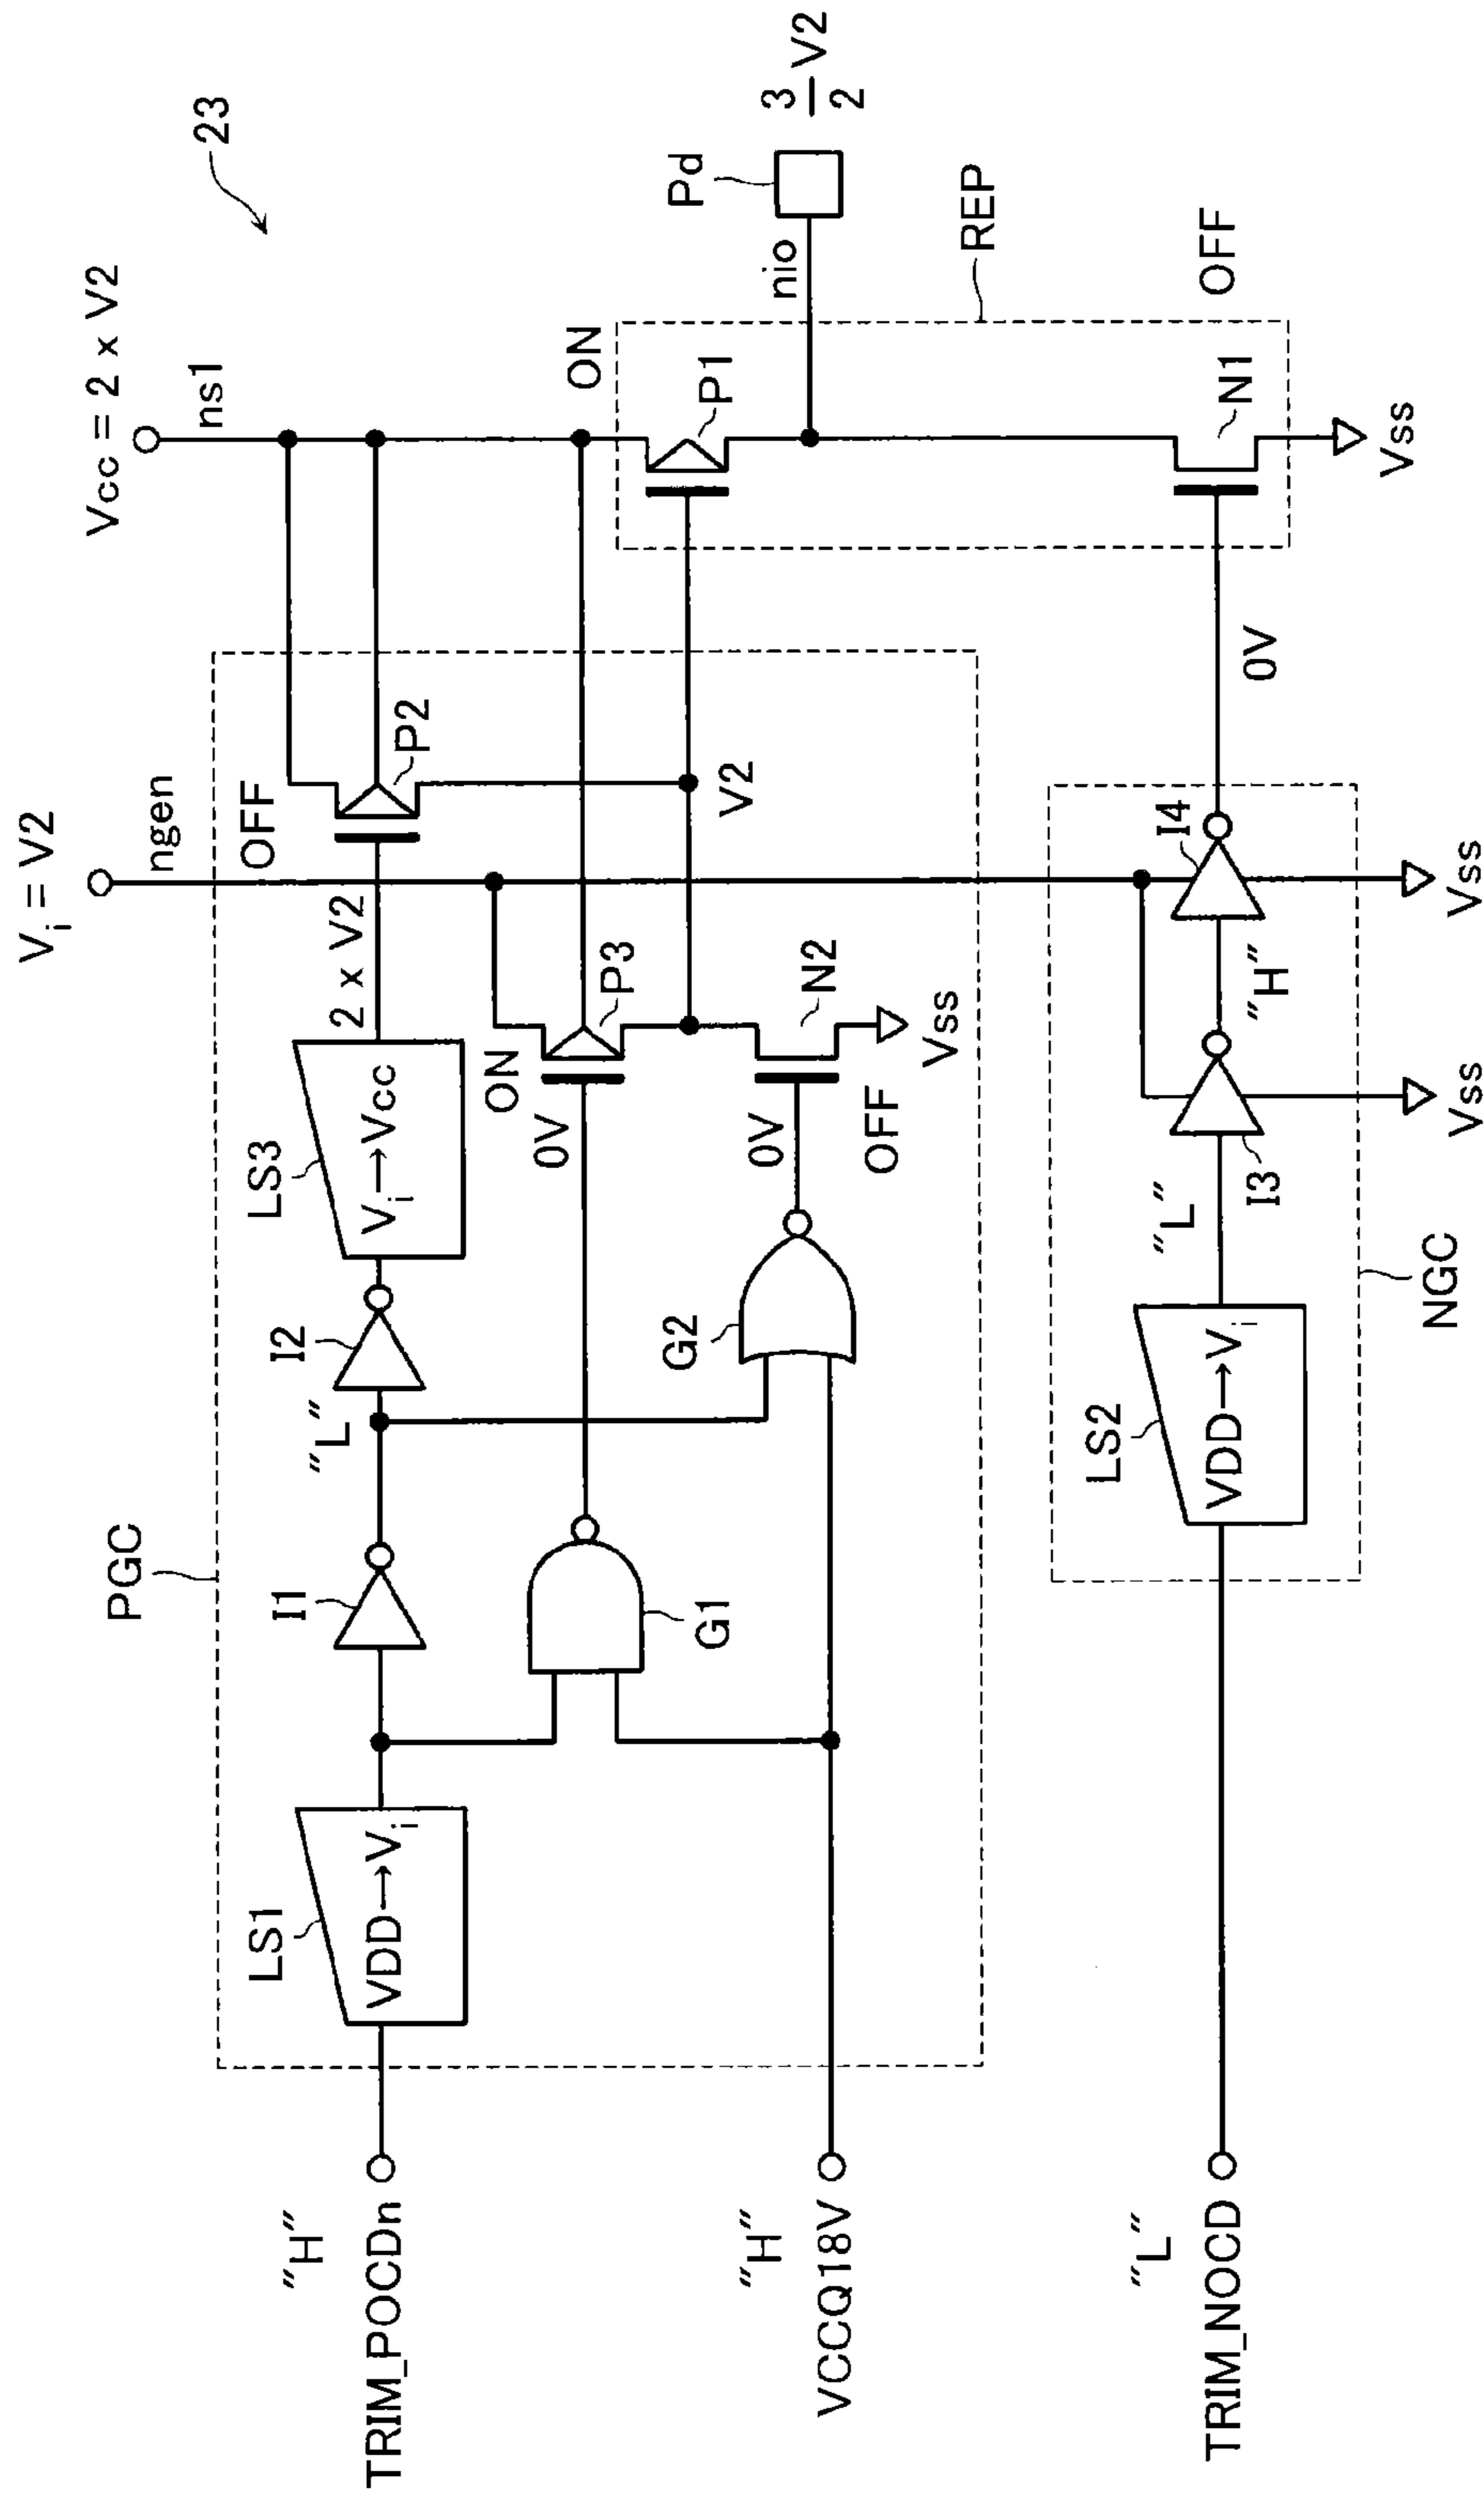 23
Vi = V2
ngen
Vcc = 2 x V2
ns1
PGC
LS1
VDD→Vi
I1
"L"
I2
LS3
Vi→Vcc
2 x V2
OFF
P2
ON
0V
P3
G1
G2
0V
OFF
N2
Vss
V2
ON
P1
nio
Pd
3/2 V2
REP
N1
OFF
Vss
"H"
TRIM_POCDn
"H"
VCCQ18V
"L"
TRIM_NOCD
LS2
VDD→Vi
"L"
I3
"H"
I4
0V
Vss
Vss
NGC